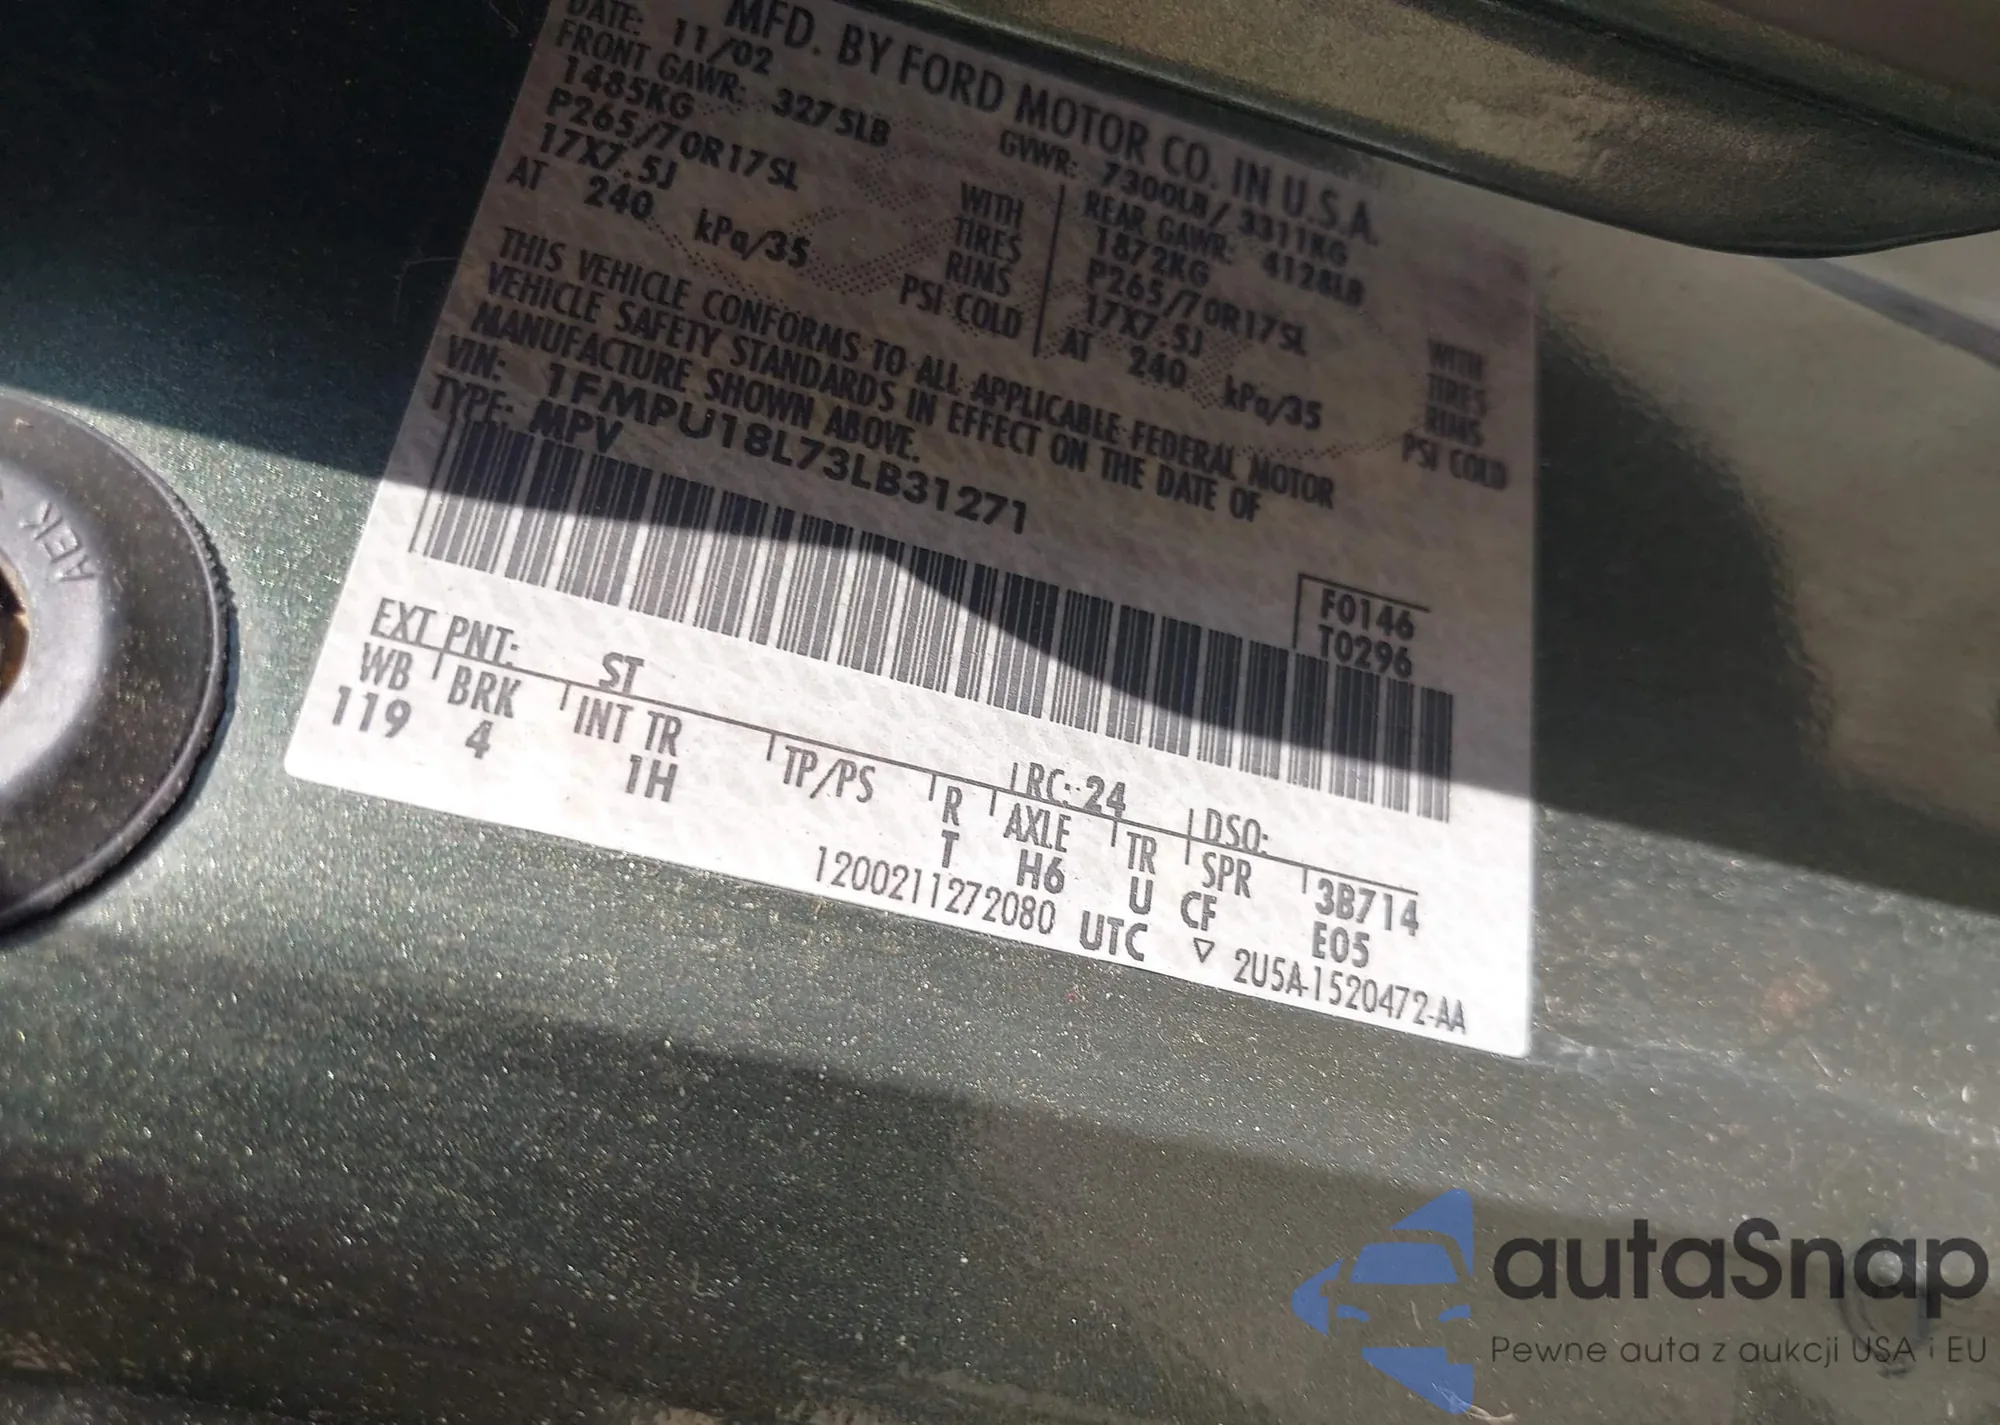 MFD. BY FORD MOTOR CO. IN U.S.A.
DATE: 11/02
GVWR: 7300LB/ 3311KG
FRONT GAWR: 3275LB
1485KG
P265/70R17SL
17X7.5J
AT 240 kPa/35
WITH
TIRES
RIMS
PSI COLD
REAR GAWR: 4128LB
1872KG
P265/70R17SL
17X7.5J
AT 240 kPa/35
WITH
TIRES
RIMS
PSI COLD
THIS VEHICLE CONFORMS TO ALL APPLICABLE FEDERAL MOTOR
VEHICLE SAFETY STANDARDS IN EFFECT ON THE DATE OF
MANUFACTURE SHOWN ABOVE.
VIN: 1FMPU18L73LB31271
TYPE: MPV
F0146
T0296
EXT PNT: ST RC: 24 DSO:
WB BRK INT TR TP/PS R AXLE TR SPR 3B714
119 4 1H T H6 U CF E05
1200211272080 UTC ▽ 2U5A-1520472-AA
AEK
autaSnap
Pewne auta z aukcji USA i EU